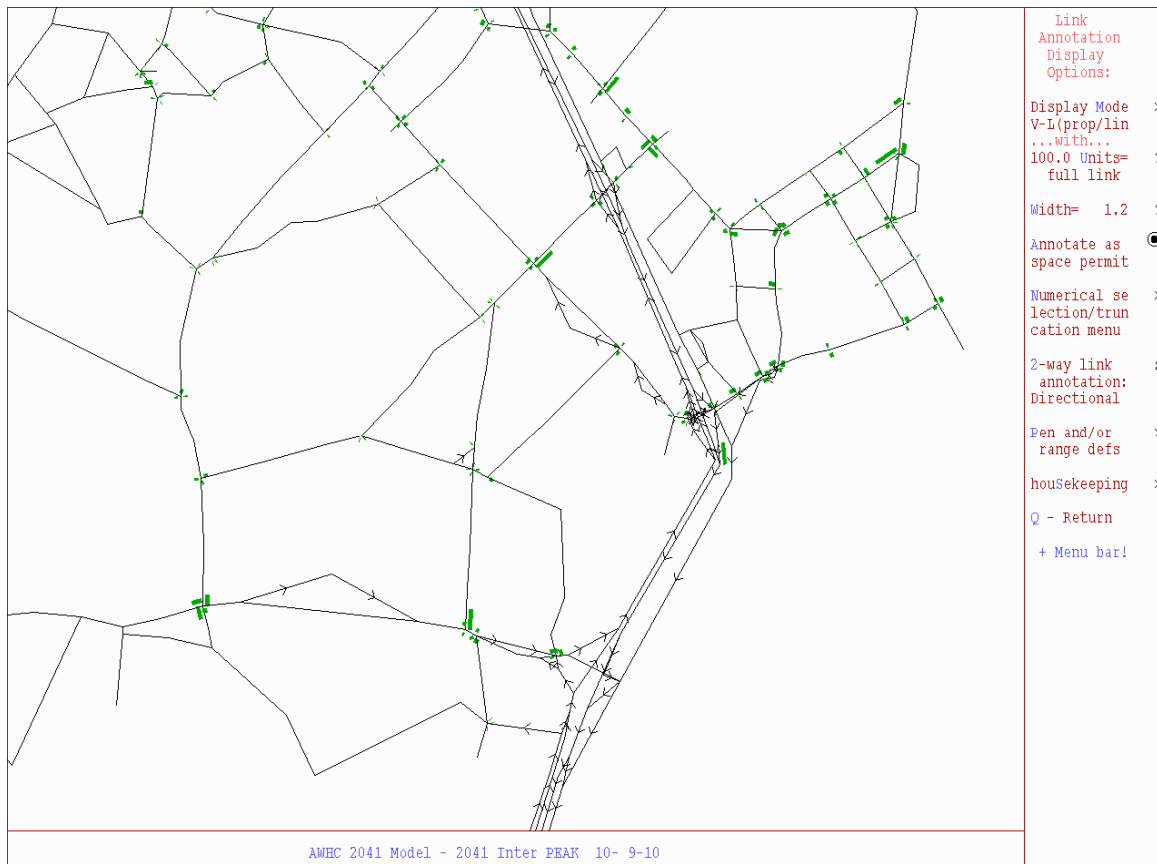 Link
Annotation
Display
Options:
Display Mode
V-L(prop/lin
...with...
100.0 Units=
full link
Width= 1.2
Annotate as
space permit
Numerical se
lection/trun
cation menu
2-way link
annotation:
Directional
Pen and/or
range defs
houSekeeping
Q - Return
+ Menu bar!
AWHC 2041 Model - 2041 Inter PEAK 10- 9-10